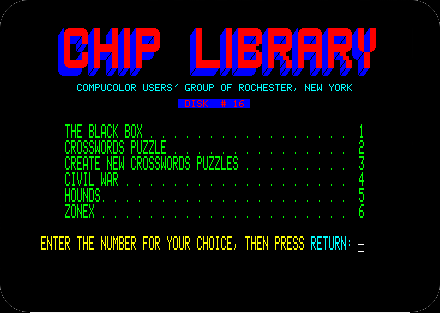 CHIP LIBRARY
COMPUCOLOR USERS' GROUP OF ROCHESTER, NEW YORK
DISK # 16
THE BLACK BOX . . . . . . . . . . . . . . . . . . 1
CROSSWORDS PUZZLE . . . . . . . . . . . . . . . . 2
CREATE NEW CROSSWORDS PUZZLES . . . . . . . . . . 3
CIVIL WAR . . . . . . . . . . . . . . . . . . . . 4
HOUNDS . . . . . . . . . . . . . . . . . . . . . 5
ZONEX . . . . . . . . . . . . . . . . . . . . . . 6
ENTER THE NUMBER FOR YOUR CHOICE, THEN PRESS RETURN: _